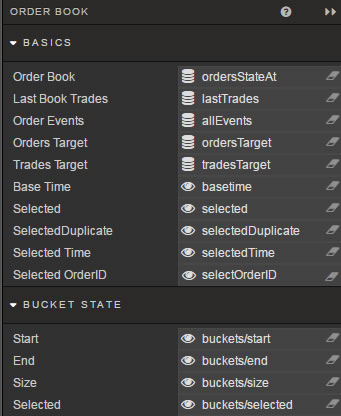 ORDER BOOK
BASICS
Order Book ordersStateAt
Last Book Trades lastTrades
Order Events allEvents
Orders Target ordersTarget
Trades Target tradesTarget
Base Time basetime
Selected selected
SelectedDuplicate selectedDuplicate
Selected Time selectedTime
Selected OrderID selectOrderID
BUCKET STATE
Start buckets/start
End buckets/end
Size buckets/size
Selected buckets/selected